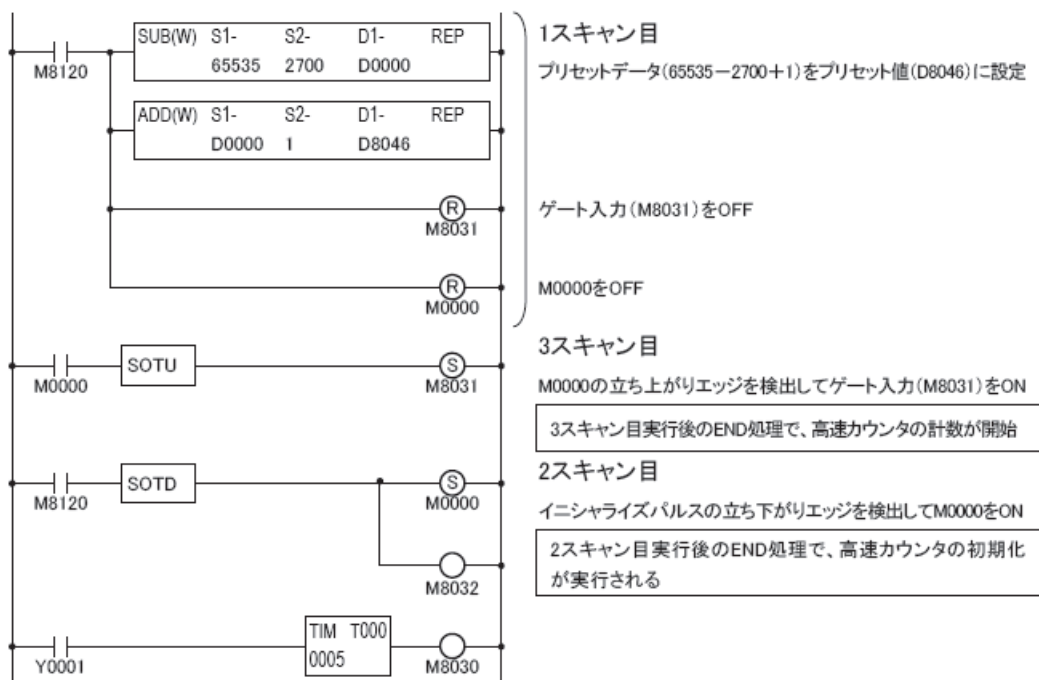 SUB(W) S1- S2- D1- REP
65535 2700 D0000
M8120
ADD(W) S1- S2- D1- REP
D0000 1 D8046
R
M8031
R
M0000
1スキャン目
プリセットデータ(65535－2700＋1)をプリセット値(D8046)に設定
ゲート入力(M8031)をOFF
M0000をOFF
M0000
SOTU
S
M8031
3スキャン目
M0000の立ち上がりエッジを検出してゲート入力(M8031)をON
3スキャン目実行後のEND処理で、高速カウンタの計数が開始
M8120
SOTD
S
M0000
M8032
2スキャン目
イニシャライズパルスの立ち下がりエッジを検出してM0000をON
2スキャン目実行後のEND処理で、高速カウンタの初期化
が実行される
Y0001
TIM T000
0005
M8030